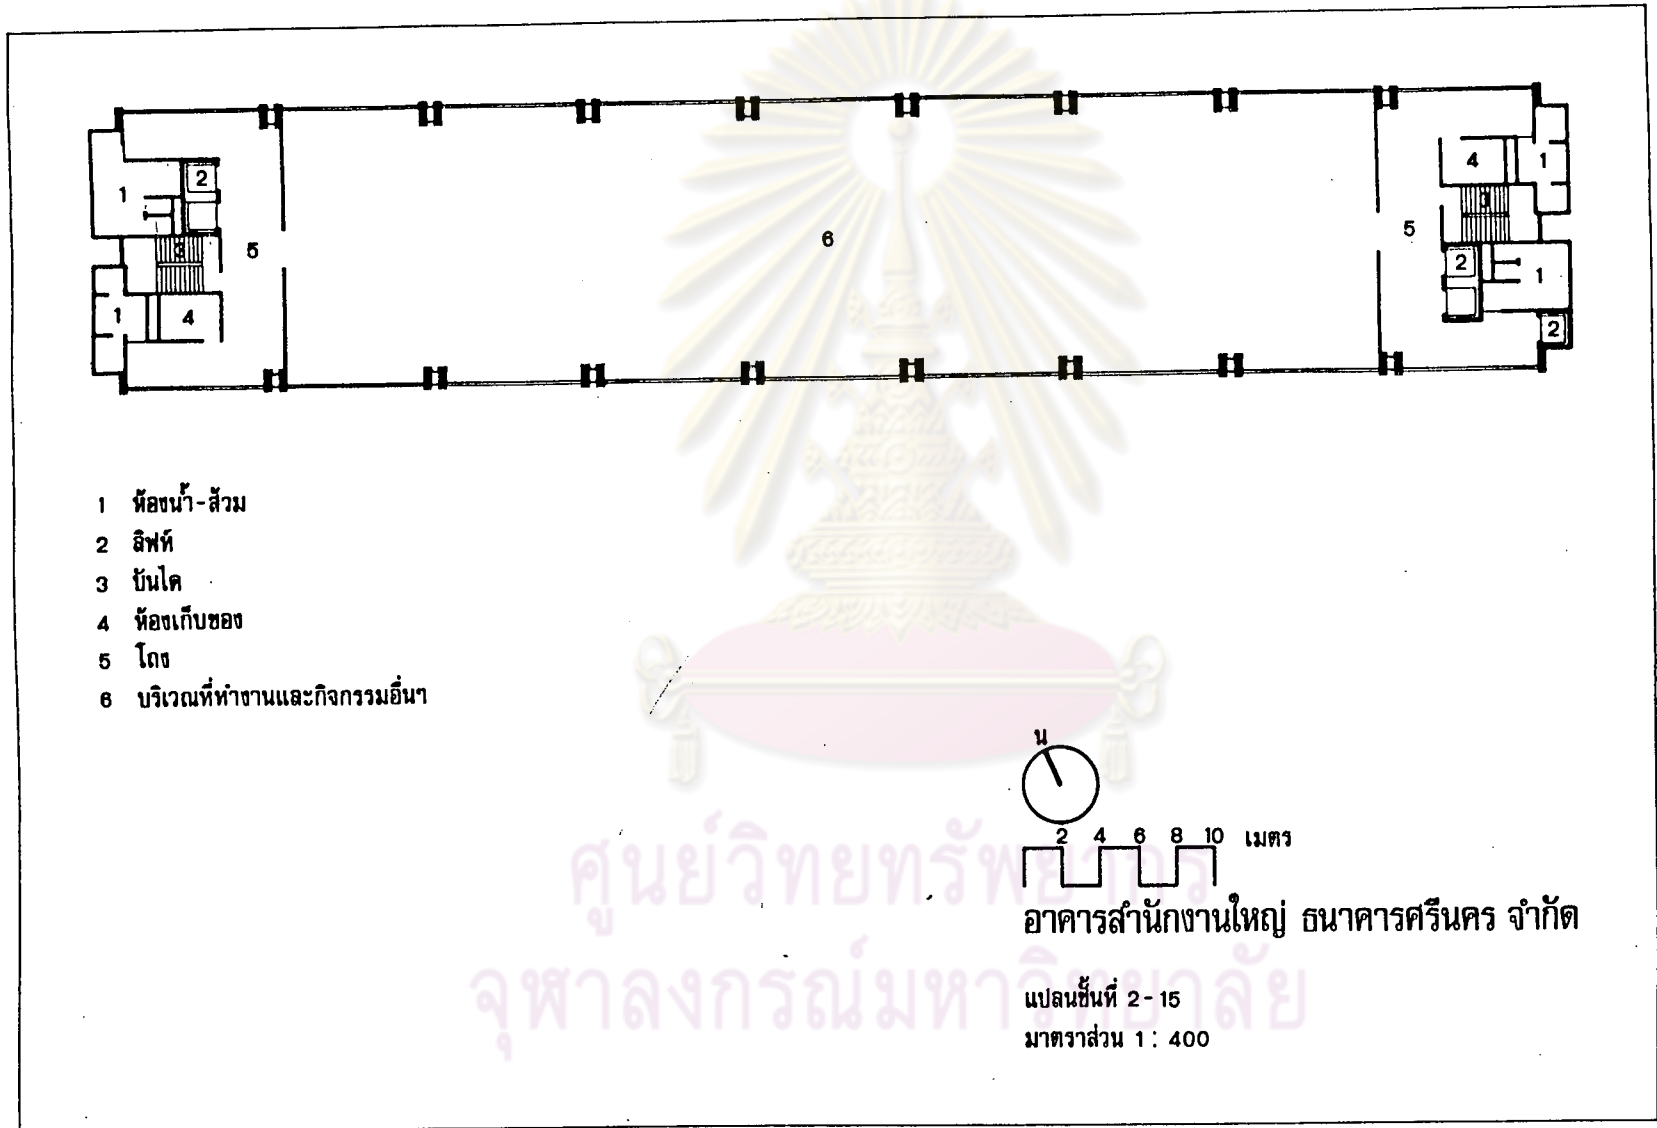 2
4
1
1
3
3
5
6
5
2
1
1
4
2
1 ห้องน้ำ-ส้วม
2 ลิฟท์
3 บันได
4 ห้องเก็บของ
5 โถง
6 บริเวณที่ทำงานและกิจกรรมอื่นๆ
น
2 4 6 8 10 เมตร
ศูนย์วิทยทรัพยากร
อาคารสำนักงานใหญ่ ธนาคารศรีนคร จำกัด
จุฬาลงกรณ์มหาวิทยาลัย
แปลนชั้นที่ 2-15
มาตราส่วน 1 : 400